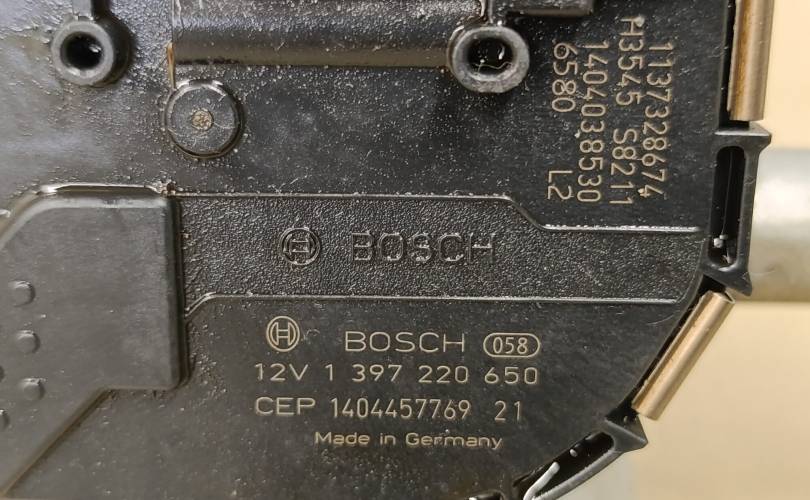 1137328674
H3545 S8211
1404038530
6580 L2
BOSCH
BOSCH 058
12V 1 397 220 650
CEP 1404457769 21
Made in Germany